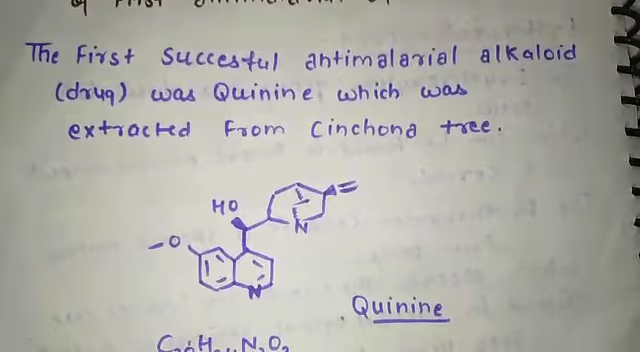 The First Succesful antimalarial alkaloid
(drug) was Quinine, which was
extracted From Cinchona tree.
HO
N
O
N
Quinine